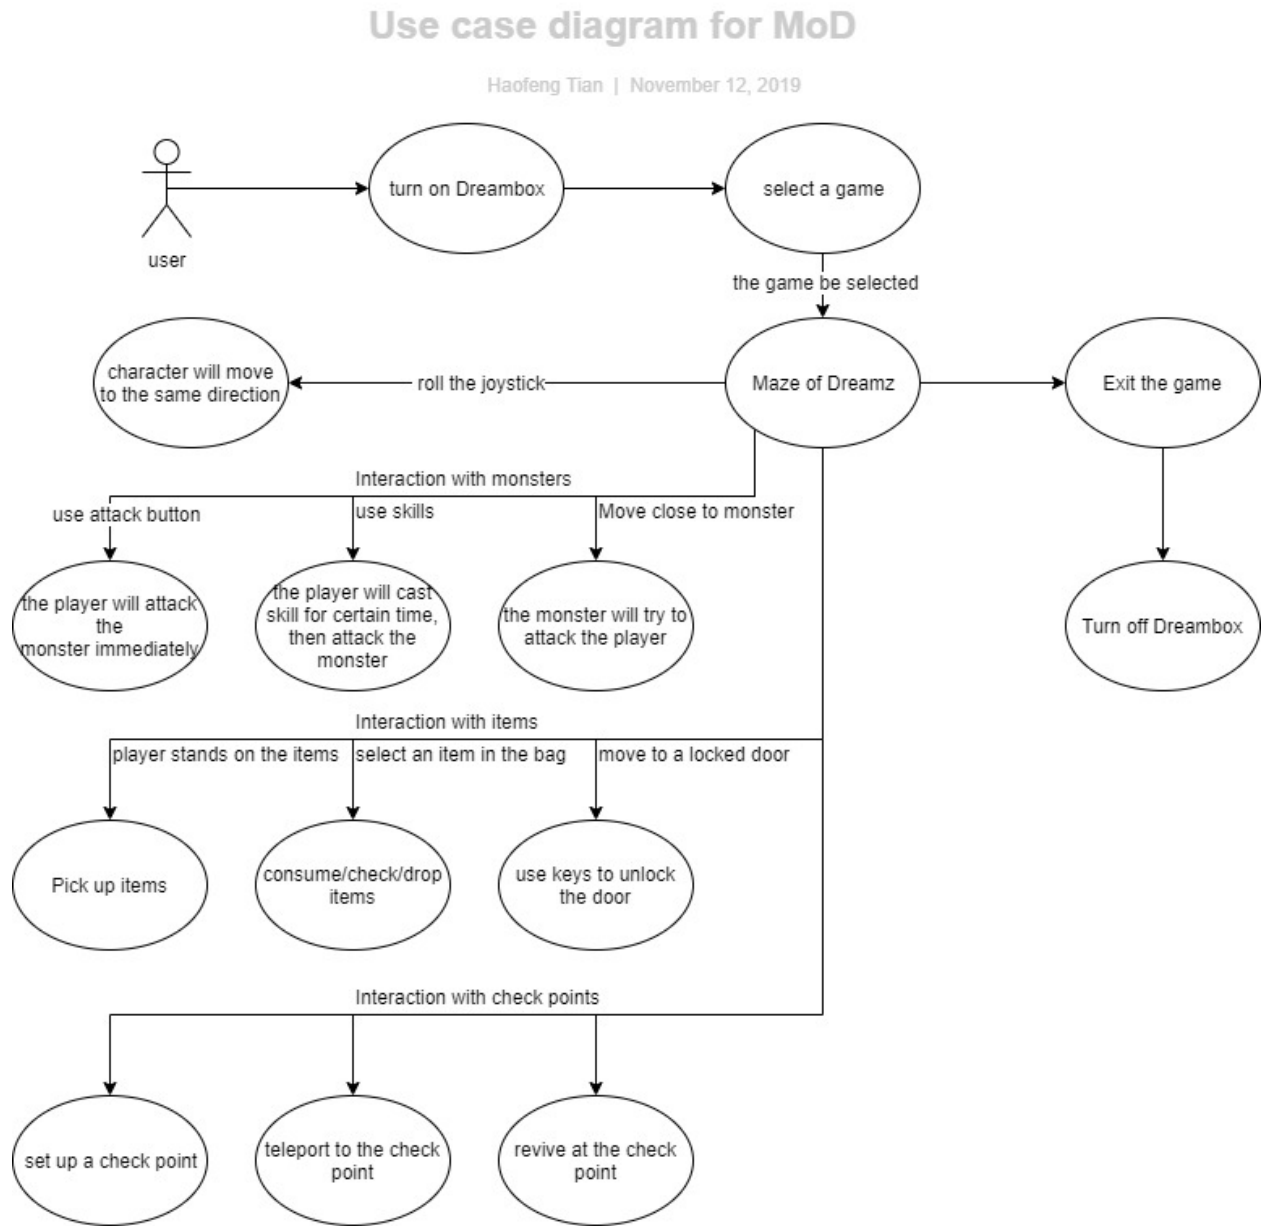 Use case diagram for MoD
Haofeng Tian | November 12, 2019
user
turn on Dreambox
select a game
the game be selected
character will move
to the same direction
roll the joystick
Maze of Dreamz
Exit the game
Interaction with monsters
use attack button
use skills
Move close to monster
the player will attack
the
monster immediately
the player will cast
skill for certain time,
then attack the
monster
the monster will try to
attack the player
Turn off Dreambox
Interaction with items
player stands on the items
select an item in the bag
move to a locked door
Pick up items
consume/check/drop
items
use keys to unlock
the door
Interaction with check points
set up a check point
teleport to the check
point
revive at the check
point